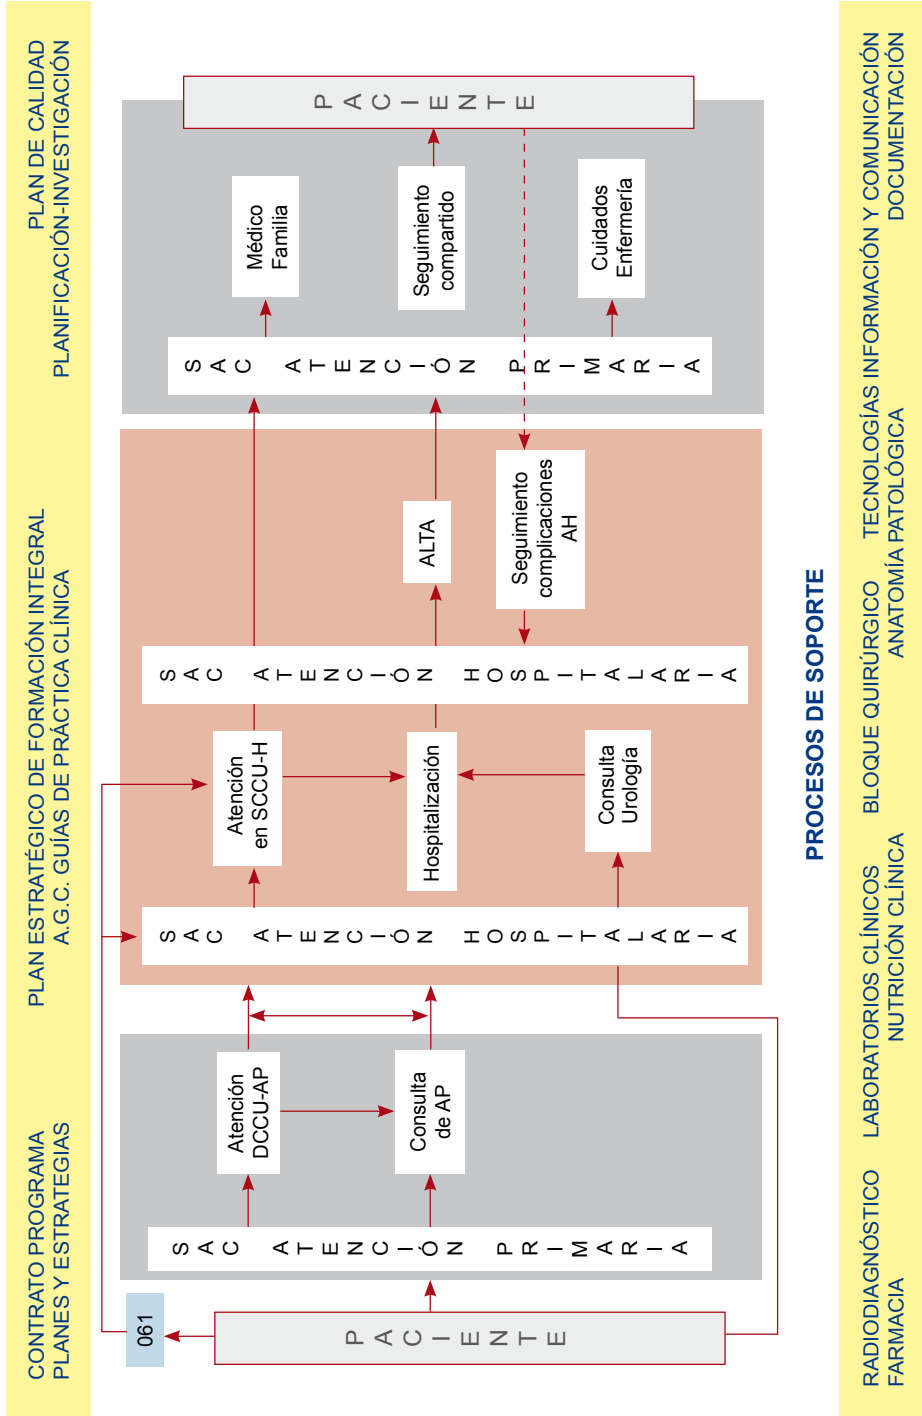 CONTRATO PROGRAMA
PLANES Y ESTRATEGIAS
PLAN ESTRATÉGICO DE FORMACIÓN INTEGRAL
A.G.C. GUÍAS DE PRÁCTICA CLÍNICA
PLAN DE CALIDAD
PLANIFICACIÓN-INVESTIGACIÓN
061
PACIENTE
SAC ATENCIÓN PRIMARIA
Atención
DCCU-AP
Consulta
de AP
SAC ATENCIÓN HOSPITALARIA
Atención
en SCCU-H
Hospitalización
Consulta
Urología
SAC ATENCIÓN HOSPITALARIA
ALTA
Seguimiento
complicaciones
AH
SAC ATENCIÓN PRIMARIA
Médico
Familia
Seguimiento
compartido
Cuidados
Enfermería
PACIENTE
PROCESOS DE SOPORTE
RADIODIAGNÓSTICO LABORATORIOS CLÍNICOS BLOQUE QUIRÚRGICO TECNOLOGÍAS INFORMACIÓN Y COMUNICACIÓN
FARMACIA NUTRICIÓN CLÍNICA ANATOMÍA PATOLÓGICA DOCUMENTACIÓN